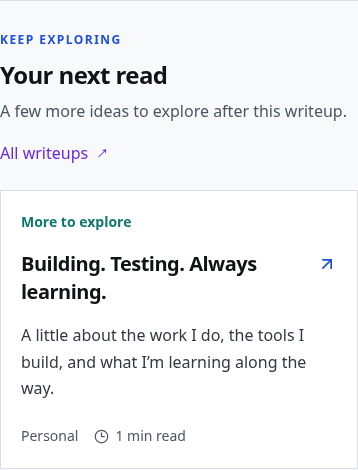 KEEP EXPLORING
Your next read
A few more ideas to explore after this writeup.
All writeups ↗
More to explore
Building. Testing. Always
learning.
A little about the work I do, the tools I
build, and what I’m learning along the
way.
Personal 1 min read